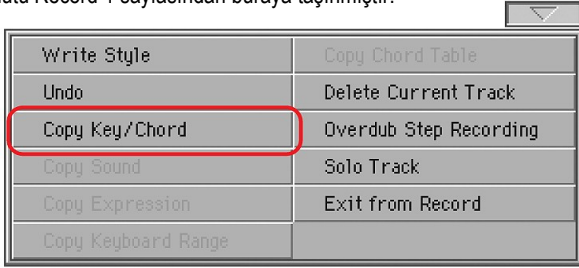 Record 1 sayfasından buraya taşınmıştır.
Write Style
Copy Chord Table
Undo
Delete Current Track
Copy Key/Chord
Overdub Step Recording
Copy Sound
Solo Track
Copy Expression
Exit from Record
Copy Keyboard Range